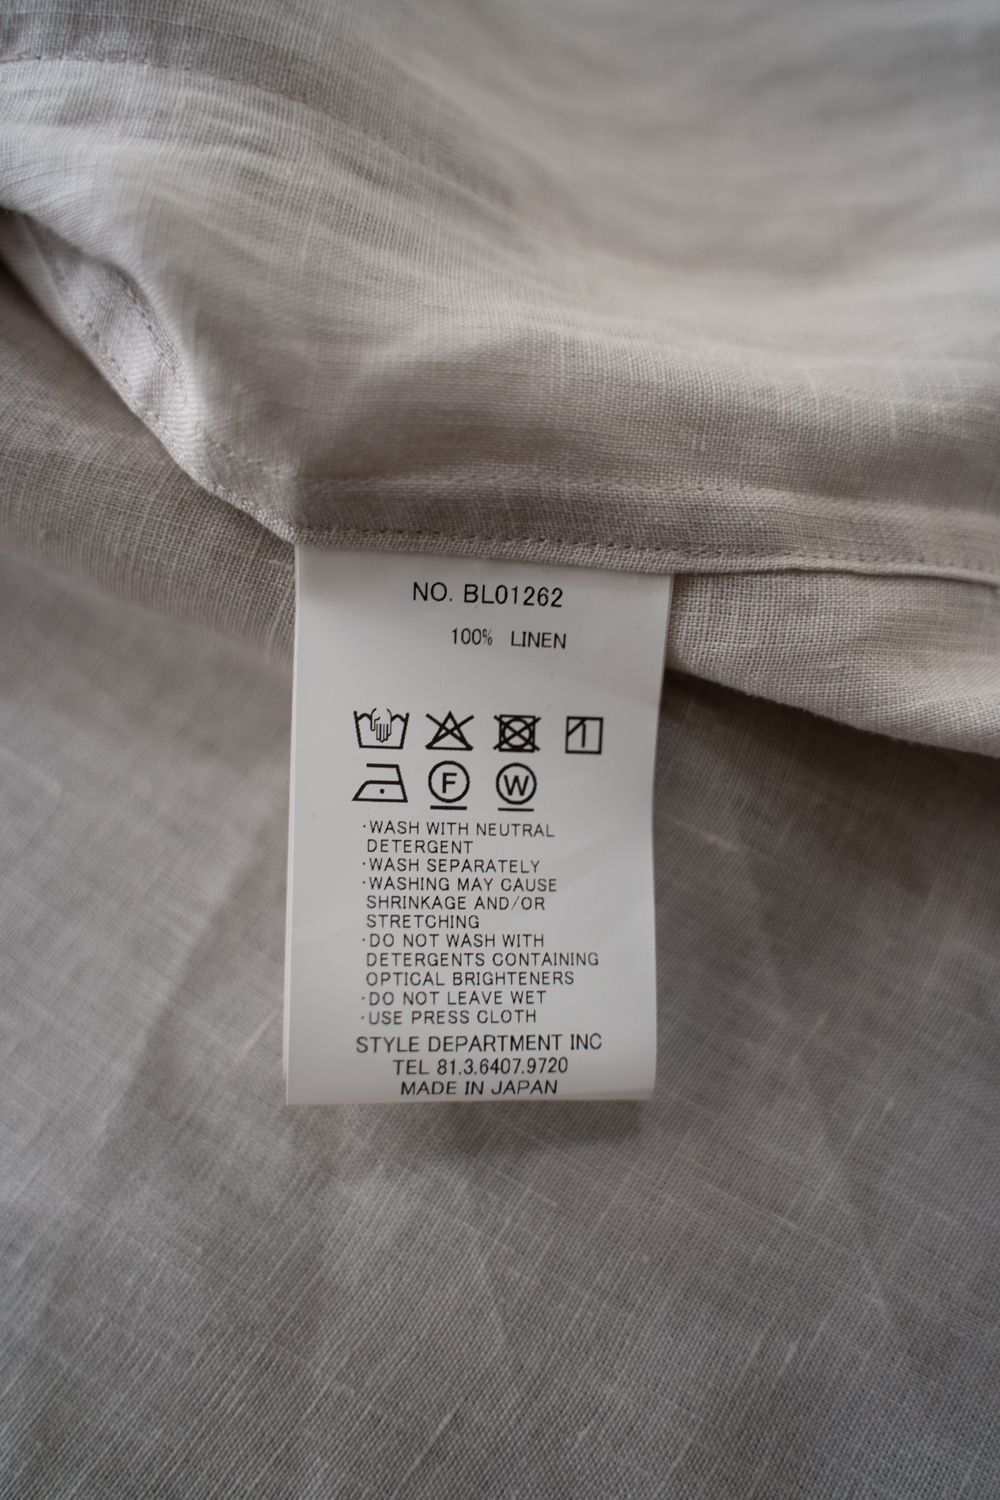 NO. BL01262
100% LINEN
F W
·WASH WITH NEUTRAL
DETERGENT
·WASH SEPARATELY
·WASHING MAY CAUSE
SHRINKAGE AND/OR
STRETCHING
·DO NOT WASH WITH
DETERGENTS CONTAINING
OPTICAL BRIGHTENERS
·DO NOT LEAVE WET
·USE PRESS CLOTH
STYLE DEPARTMENT INC
TEL 81.3.6407.9720
MADE IN JAPAN